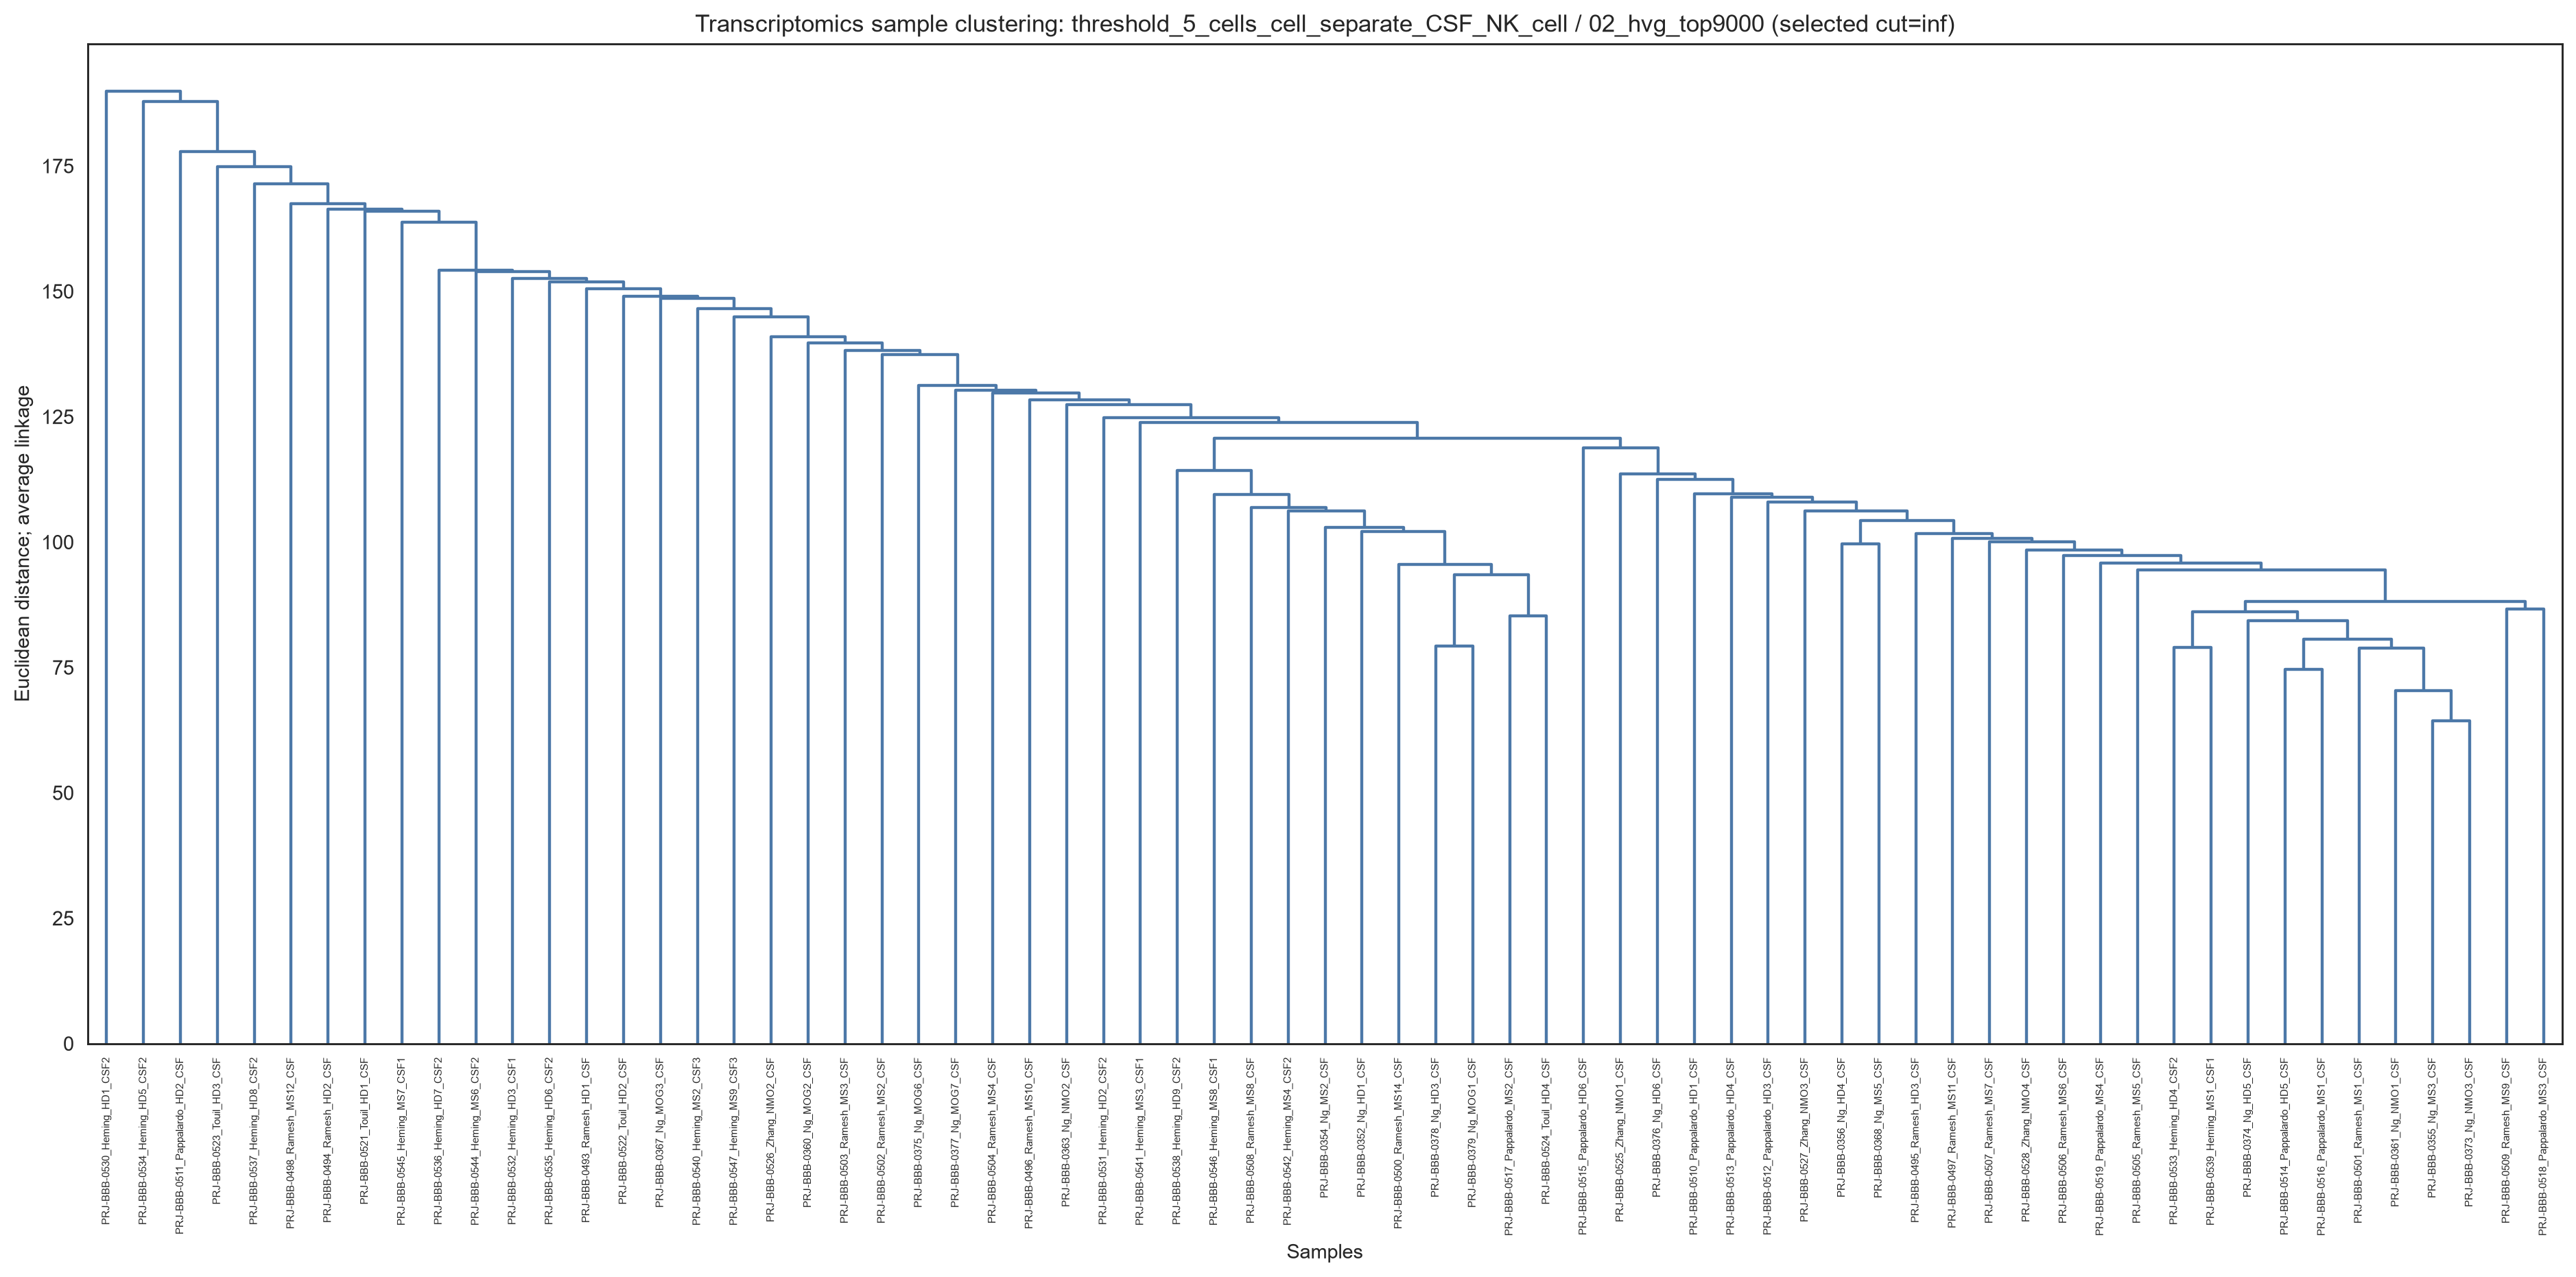 Transcriptomics sample clustering: threshold_5_cells_cell_separate_CSF_NK_cell / 02_hvg_top9000 (selected cut=inf)
Euclidean distance; average linkage
175
150
125
100
75
50
25
0
PRJ-BBB-0530_Heming_HD1_CSF2
PRJ-BBB-0534_Heming_HD5_CSF2
PRJ-BBB-0511_Pappalardo_HD2_CSF
PRJ-BBB-0523_Touil_HD3_CSF
PRJ-BBB-0537_Heming_HD8_CSF2
PRJ-BBB-0498_Ramesh_MS12_CSF
PRJ-BBB-0494_Ramesh_HD2_CSF
PRJ-BBB-0521_Touil_HD1_CSF
PRJ-BBB-0545_Heming_MS7_CSF1
PRJ-BBB-0536_Heming_HD7_CSF2
PRJ-BBB-0544_Heming_MS6_CSF2
PRJ-BBB-0532_Heming_HD3_CSF1
PRJ-BBB-0535_Heming_HD6_CSF2
PRJ-BBB-0493_Ramesh_HD1_CSF
PRJ-BBB-0522_Touil_HD2_CSF
PRJ-BBB-0367_Ng_MOG3_CSF
PRJ-BBB-0540_Heming_MS2_CSF3
PRJ-BBB-0547_Heming_MS9_CSF3
PRJ-BBB-0526_Zhang_NMO2_CSF
PRJ-BBB-0360_Ng_MOG2_CSF
PRJ-BBB-0503_Ramesh_MS3_CSF
PRJ-BBB-0502_Ramesh_MS2_CSF
PRJ-BBB-0375_Ng_MOG6_CSF
PRJ-BBB-0377_Ng_MOG7_CSF
PRJ-BBB-0504_Ramesh_MS4_CSF
PRJ-BBB-0496_Ramesh_MS10_CSF
PRJ-BBB-0363_Ng_NMO2_CSF
PRJ-BBB-0531_Heming_HD2_CSF2
PRJ-BBB-0541_Heming_MS3_CSF1
PRJ-BBB-0538_Heming_HD9_CSF2
PRJ-BBB-0546_Heming_MS8_CSF1
PRJ-BBB-0508_Ramesh_MS8_CSF
PRJ-BBB-0542_Heming_MS4_CSF2
PRJ-BBB-0354_Ng_MS2_CSF
PRJ-BBB-0352_Ng_HD1_CSF
PRJ-BBB-0500_Ramesh_MS14_CSF
PRJ-BBB-0378_Ng_HD3_CSF
PRJ-BBB-0379_Ng_MOG1_CSF
PRJ-BBB-0517_Pappalardo_MS2_CSF
PRJ-BBB-0524_Touil_HD4_CSF
PRJ-BBB-0515_Pappalardo_HD6_CSF
PRJ-BBB-0525_Zhang_NMO1_CSF
PRJ-BBB-0376_Ng_HD6_CSF
PRJ-BBB-0510_Pappalardo_HD1_CSF
PRJ-BBB-0513_Pappalardo_HD4_CSF
PRJ-BBB-0512_Pappalardo_HD3_CSF
PRJ-BBB-0527_Zhang_NMO3_CSF
PRJ-BBB-0356_Ng_HD4_CSF
PRJ-BBB-0368_Ng_MS5_CSF
PRJ-BBB-0495_Ramesh_HD3_CSF
PRJ-BBB-0497_Ramesh_MS11_CSF
PRJ-BBB-0507_Ramesh_MS7_CSF
PRJ-BBB-0528_Zhang_NMO4_CSF
PRJ-BBB-0506_Ramesh_MS6_CSF
PRJ-BBB-0519_Pappalardo_MS4_CSF
PRJ-BBB-0505_Ramesh_MS5_CSF
PRJ-BBB-0533_Heming_HD4_CSF2
PRJ-BBB-0539_Heming_MS1_CSF1
PRJ-BBB-0374_Ng_HD5_CSF
PRJ-BBB-0514_Pappalardo_HD5_CSF
PRJ-BBB-0516_Pappalardo_MS1_CSF
PRJ-BBB-0501_Ramesh_MS1_CSF
PRJ-BBB-0361_Ng_NMO1_CSF
PRJ-BBB-0355_Ng_MS3_CSF
PRJ-BBB-0373_Ng_NMO3_CSF
PRJ-BBB-0509_Ramesh_MS9_CSF
PRJ-BBB-0518_Pappalardo_MS3_CSF
Samples